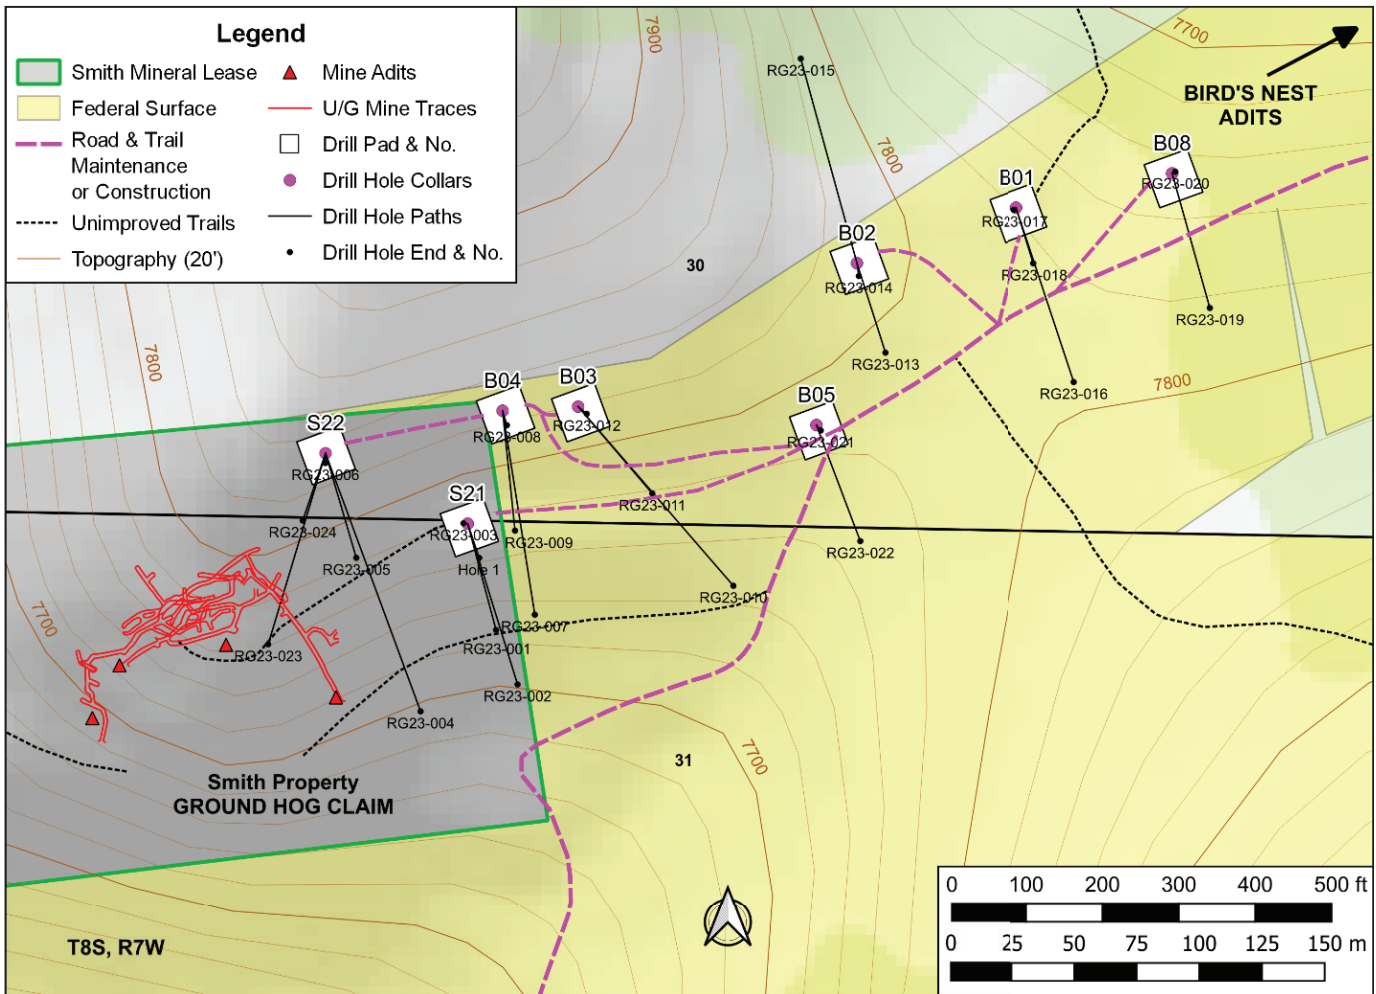 Legend
Smith Mineral Lease
Federal Surface
Road & Trail
Maintenance
or Construction
Unimproved Trails
Topography (20')
Mine Adits
U/G Mine Traces
Drill Pad & No.
Drill Hole Collars
Drill Hole Paths
Drill Hole End & No.
7900
7700
RG23-015
BIRD'S NEST
ADITS
7800
B08
RG23-020
B01
RG23-017
B02
RG23-018
RG23-014
30
RG23-019
RG23-013
7800
RG23-016
7800
B04
B03
B05
RG23-008
RG23-012
RG23-021
S22
RG23-006
S21
RG23-011
RG23-024
RG23-003
RG23-009
RG23-022
RG23-005
Hole 1
RG23-010
7700
RG23-007
RG23-023
RG23-001
RG23-002
RG23-004
31
7700
Smith Property
GROUND HOG CLAIM
T8S, R7W
0 100 200 300 400 500 ft
0 25 50 75 100 125 150 m